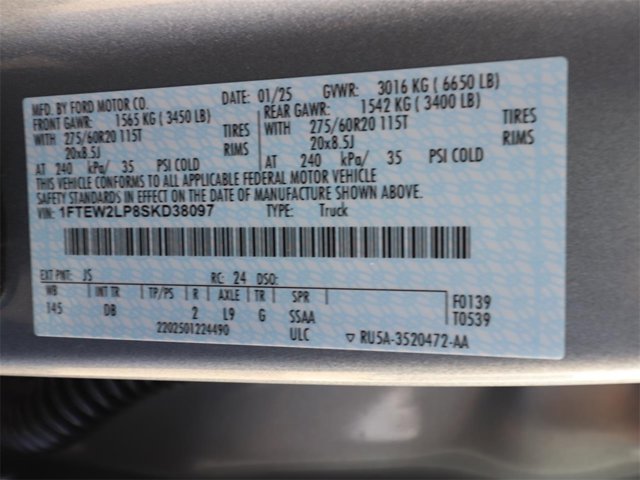 MFD. BY FORD MOTOR CO.
DATE: 01/25 GVWR: 3016 KG ( 6650 LB)
FRONT GAWR: 1565 KG ( 3450 LB) REAR GAWR: 1542 KG ( 3400 LB)
WITH 275/60R20 115T TIRES WITH 275/60R20 115T TIRES
20x8.5J RIMS 20x8.5J RIMS
AT 240 kPa/ 35 PSI COLD AT 240 kPa/ 35 PSI COLD
THIS VEHICLE CONFORMS TO ALL APPLICABLE FEDERAL MOTOR VEHICLE
SAFETY STANDARDS IN EFFECT ON THE DATE OF MANUFACTURE SHOWN ABOVE.
VIN: 1FTEW2LP8SKD38097 TYPE: Truck
EXT PNT: JS RC: 24 DSO:
WB INT TR TP/PS R AXLE TR SPR F0139
145 DB 2 L9 G SSAA T0539
2202501224490 ULC ▽ RU5A-3520472-AA